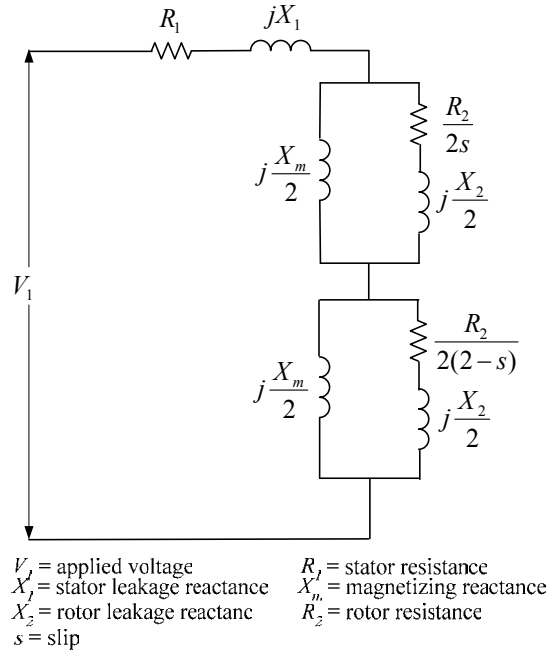 R₁
jX₁
R₂
2s
j Xₘ
2
j X₂
2
V₁
R₂
2(2−s)
j Xₘ
2
j X₂
2
V₁ = applied voltage
R₁ = stator resistance
X₁ = stator leakage reactance
Xₘ = magnetizing reactance
X₂ = rotor leakage reactanc
R₂ = rotor resistance
s = slip